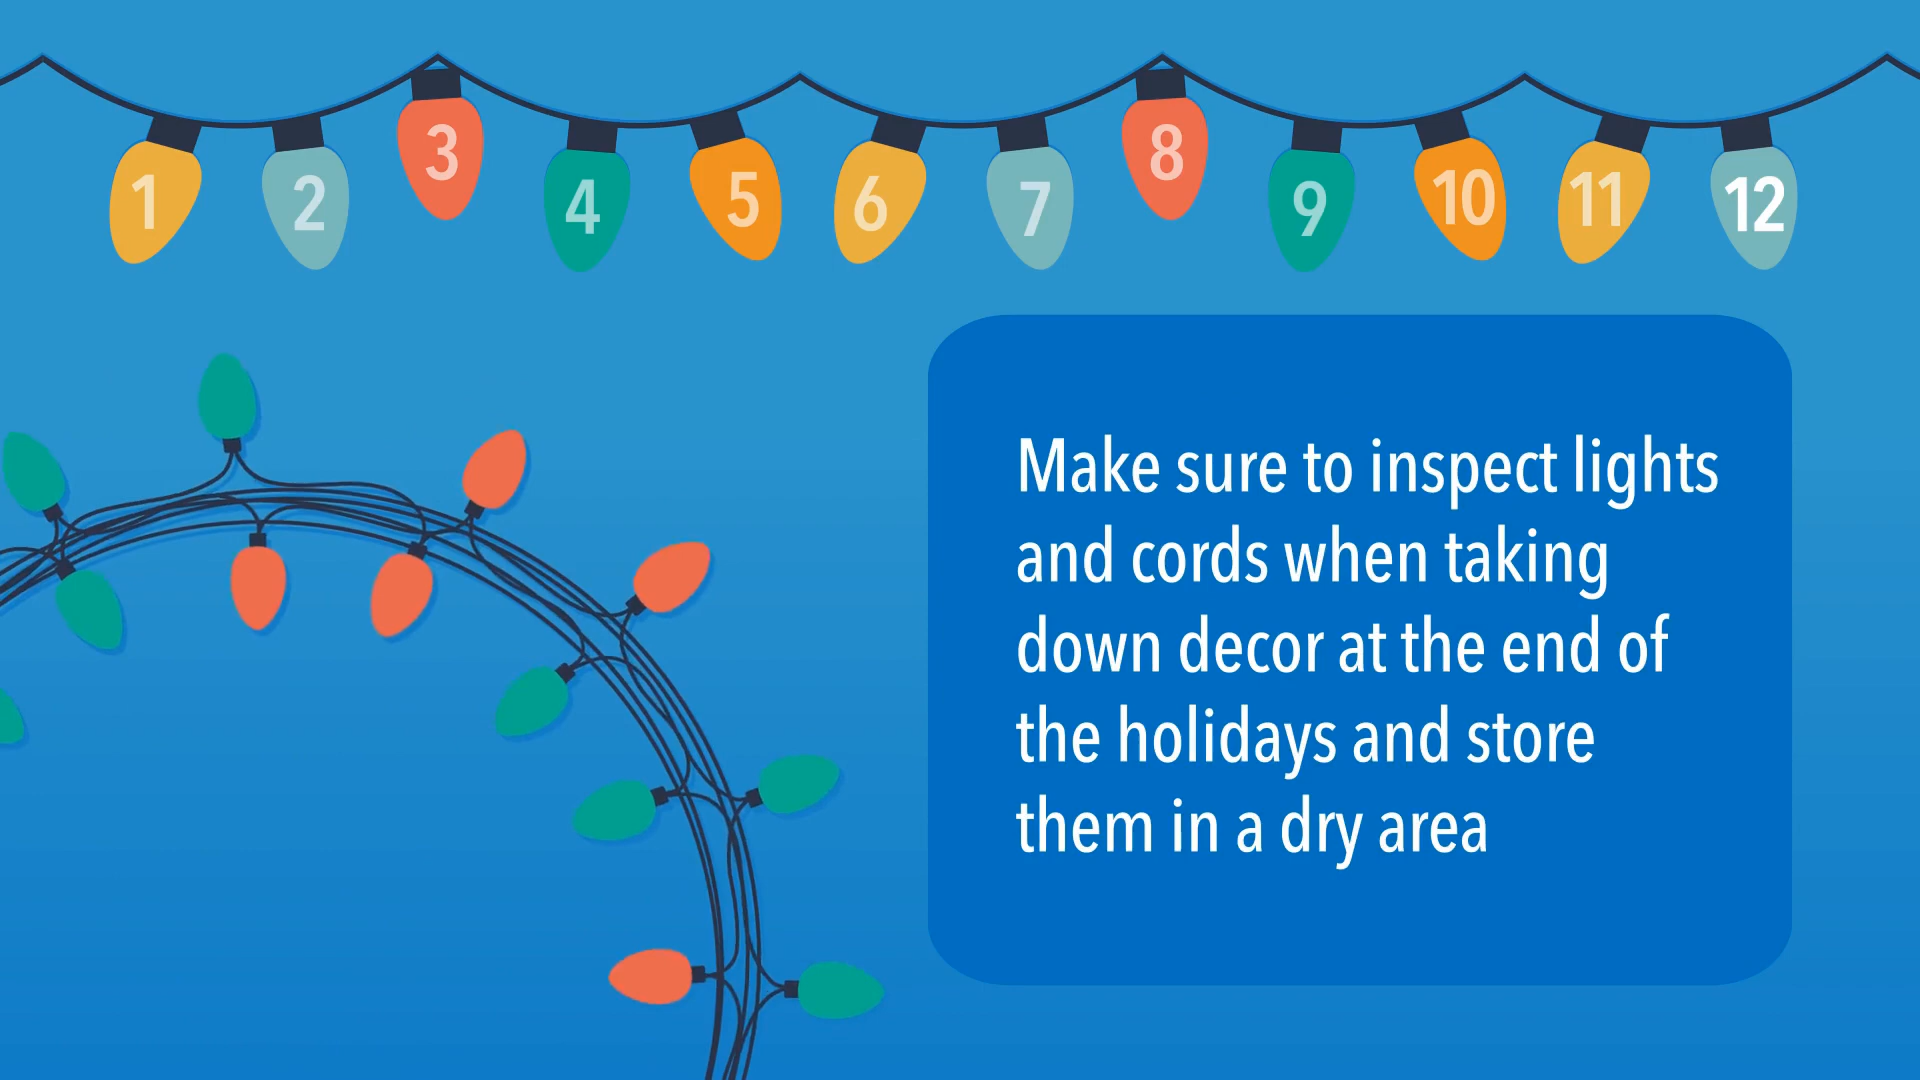 1 2 3 4 5 6 7 8 9 10 11 12
Make sure to inspect lights
and cords when taking
down decor at the end of
the holidays and store
them in a dry area